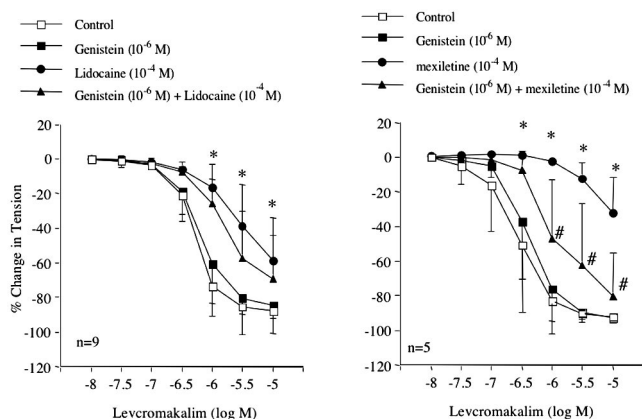 Control
Genistein (10⁻⁶ M)
Lidocaine (10⁻⁴ M)
Genistein (10⁻⁶ M) + Lidocaine (10⁻⁴ M)
20
0
-20
-40
-60
-80
-100
-120
% Change in Tension
* * *
n=9
-8 -7.5 -7 -6.5 -6 -5.5 -5
Levcromakalim (log M)
Control
Genistein (10⁻⁶ M)
mexiletine (10⁻⁴ M)
Genistein (10⁻⁶ M) + mexiletine (10⁻⁴ M)
20
0
-20
-40
-60
-80
-100
-120
* * * *
# # #
n=5
-8 -7.5 -7 -6.5 -6 -5.5 -5
Levcromakalim (log M)